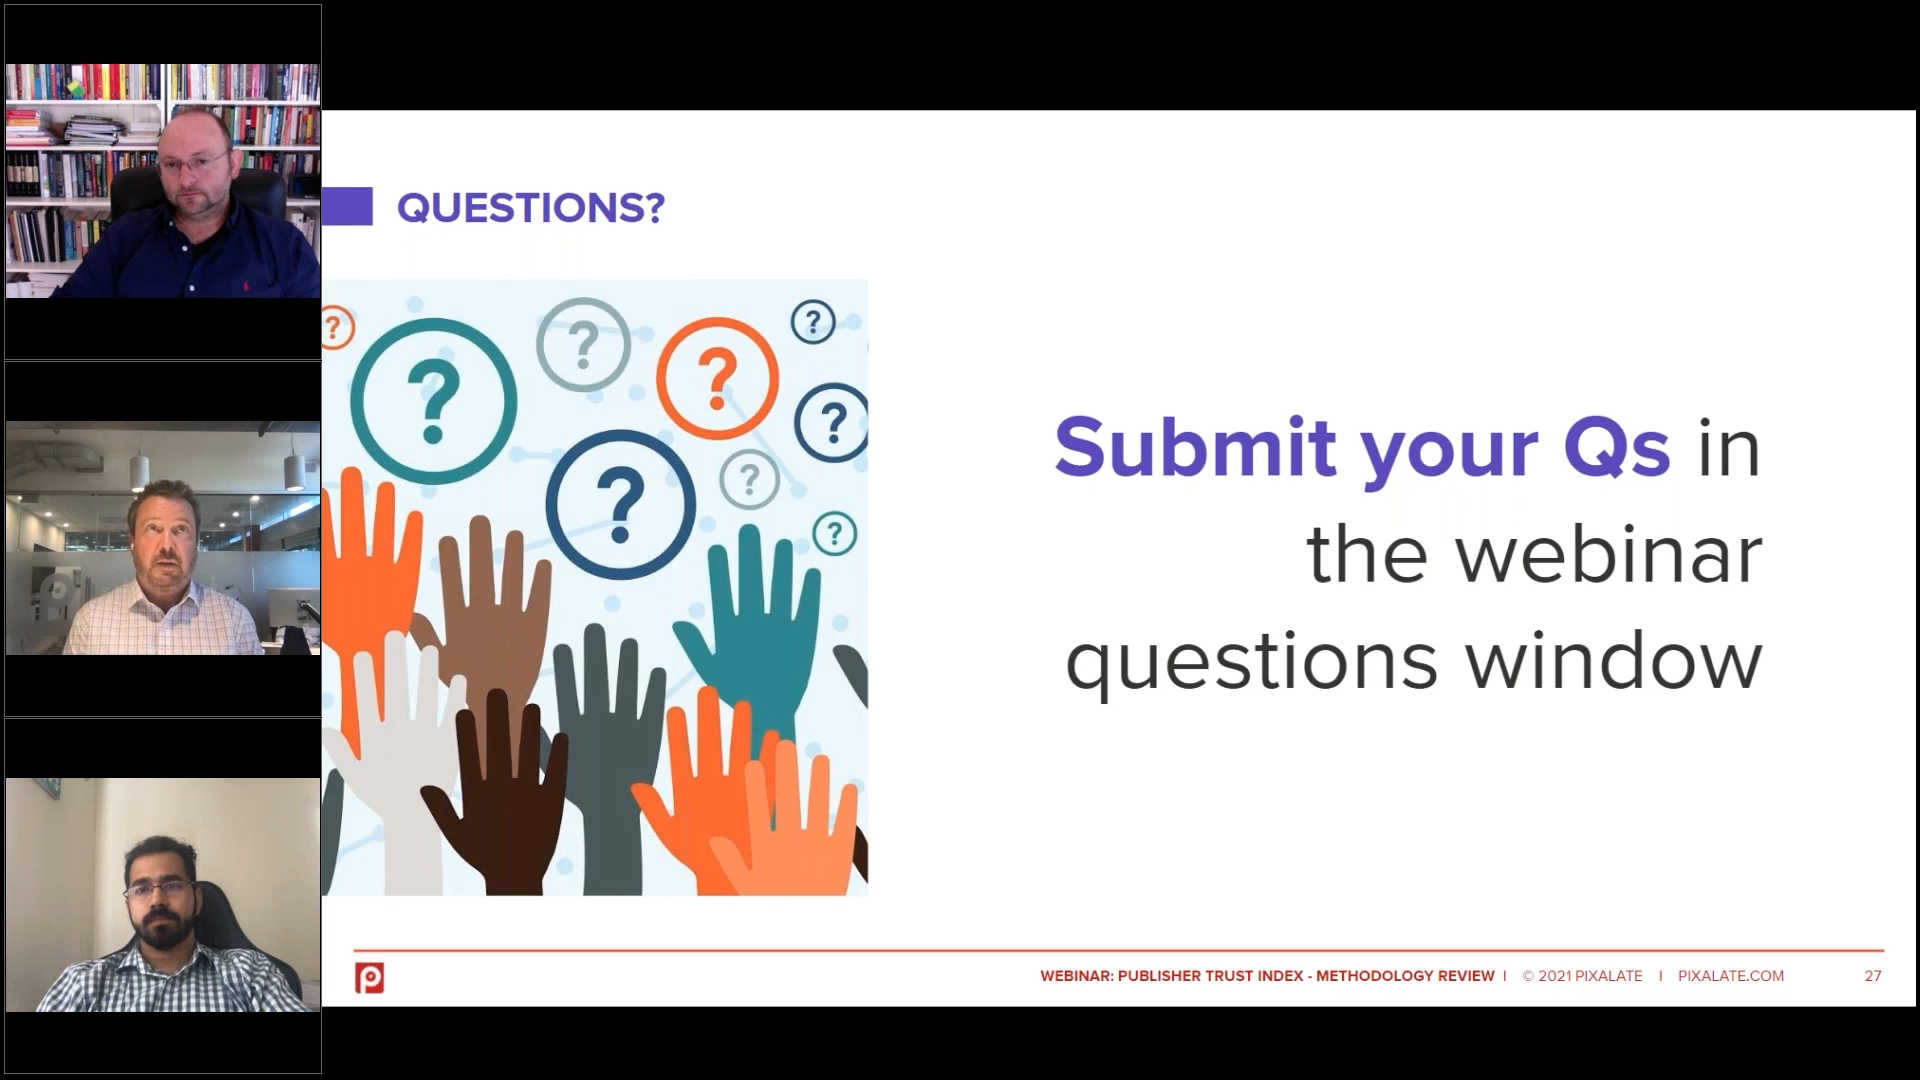 QUESTIONS?
? ? ? ?
? ?
? ? ?
Submit your Qs in
the webinar
questions window
WEBINAR: PUBLISHER TRUST INDEX - METHODOLOGY REVIEW I © 2021 PIXALATE I PIXALATE.COM 27